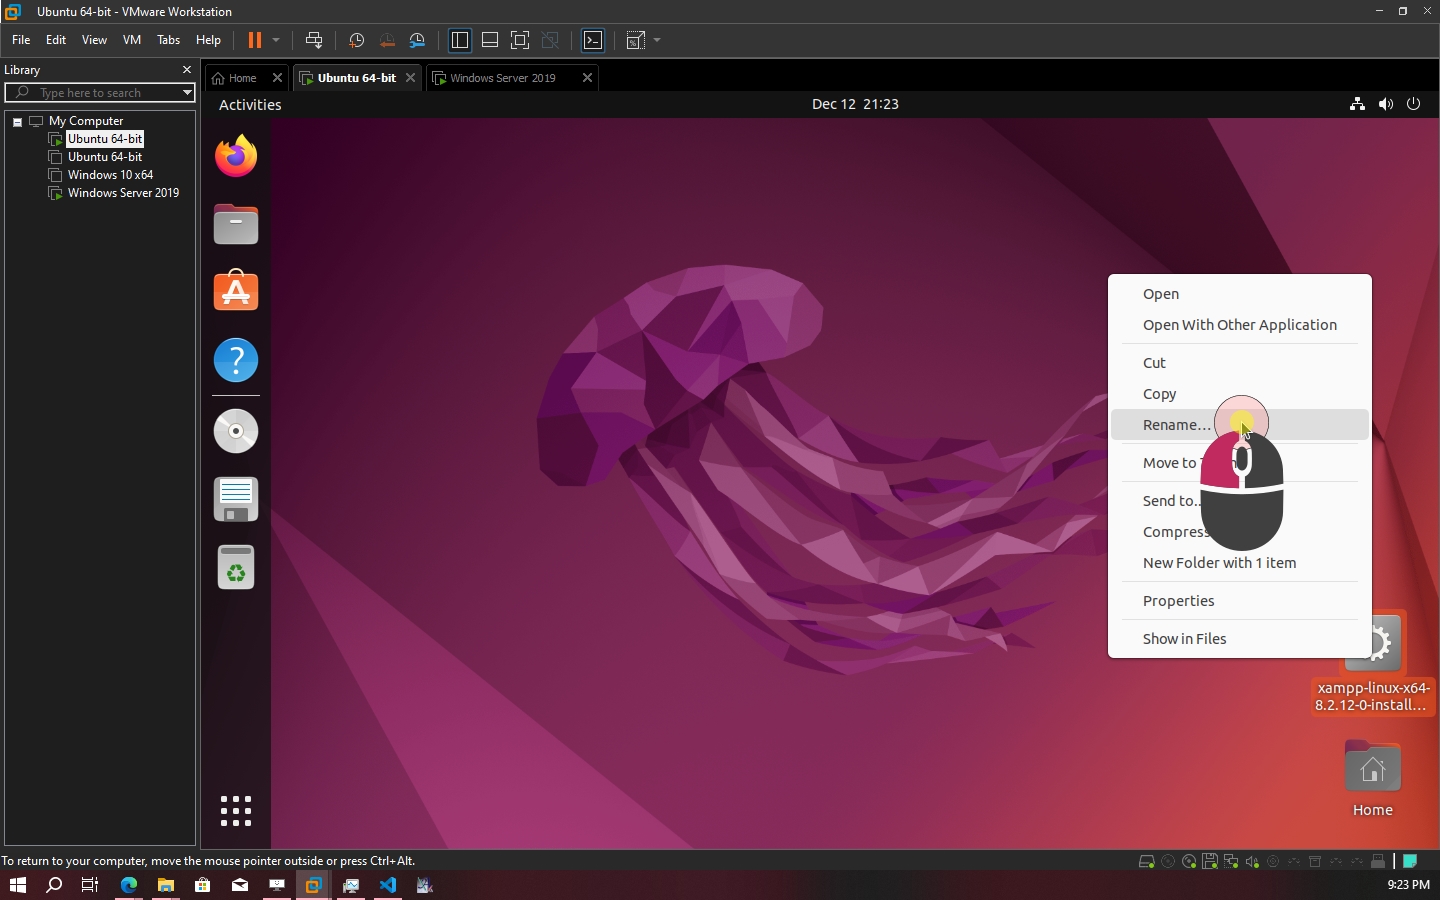 Ubuntu 64-bit - VMware Workstation
File Edit View VM Tabs Help
Library
Type here to search
Home
Ubuntu 64-bit
Windows Server 2019
My Computer
Ubuntu 64-bit
Ubuntu 64-bit
Windows 10 x64
Windows Server 2019
Activities
Dec 12 21:23
Open
Open With Other Application
Cut
Copy
Rename...
Move to
Send to...
Compress
New Folder with 1 item
Properties
Show in Files
xampp-linux-x64-
8.2.12-0-install...
Home
To return to your computer, move the mouse pointer outside or press Ctrl+Alt.
9:23 PM